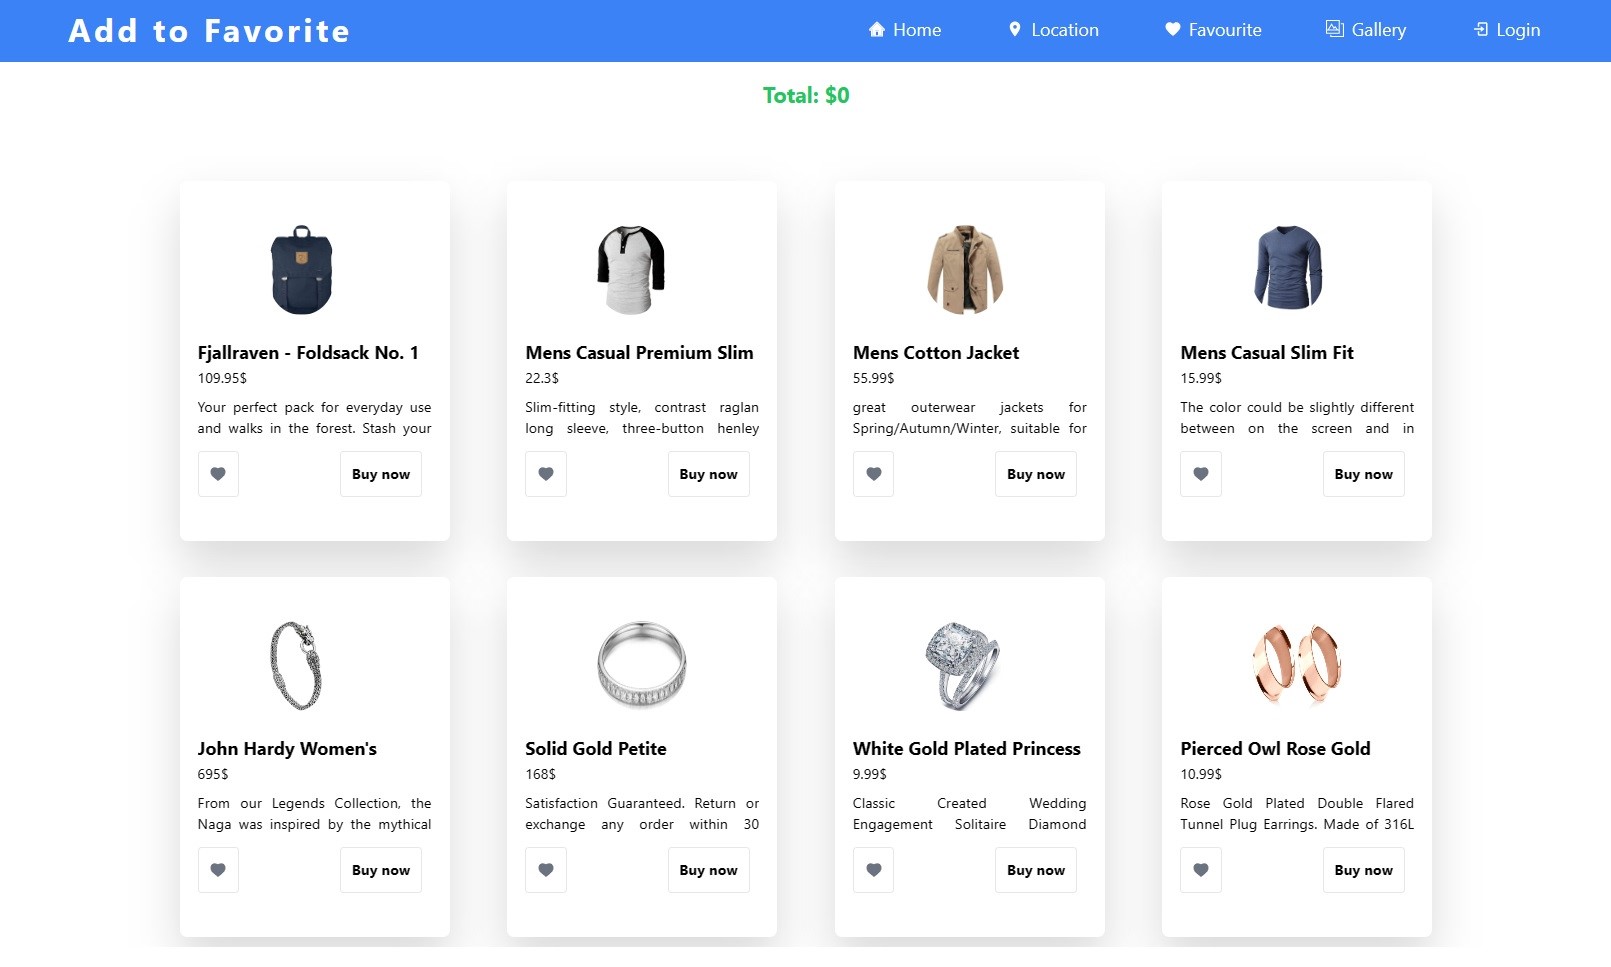 Add to Favorite
Home
Location
Favourite
Gallery
Login
Total: $0
Fjallraven - Foldsack No. 1
109.95$
Your perfect pack for everyday use
and walks in the forest. Stash your
Buy now
Mens Casual Premium Slim
22.3$
Slim-fitting style, contrast raglan
long sleeve, three-button henley
Buy now
Mens Cotton Jacket
55.99$
great outerwear jackets for
Spring/Autumn/Winter, suitable for
Buy now
Mens Casual Slim Fit
15.99$
The color could be slightly different
between on the screen and in
Buy now
John Hardy Women's
695$
From our Legends Collection, the
Naga was inspired by the mythical
Buy now
Solid Gold Petite
168$
Satisfaction Guaranteed. Return or
exchange any order within 30
Buy now
White Gold Plated Princess
9.99$
Classic Created Wedding
Engagement Solitaire Diamond
Buy now
Pierced Owl Rose Gold
10.99$
Rose Gold Plated Double Flared
Tunnel Plug Earrings. Made of 316L
Buy now